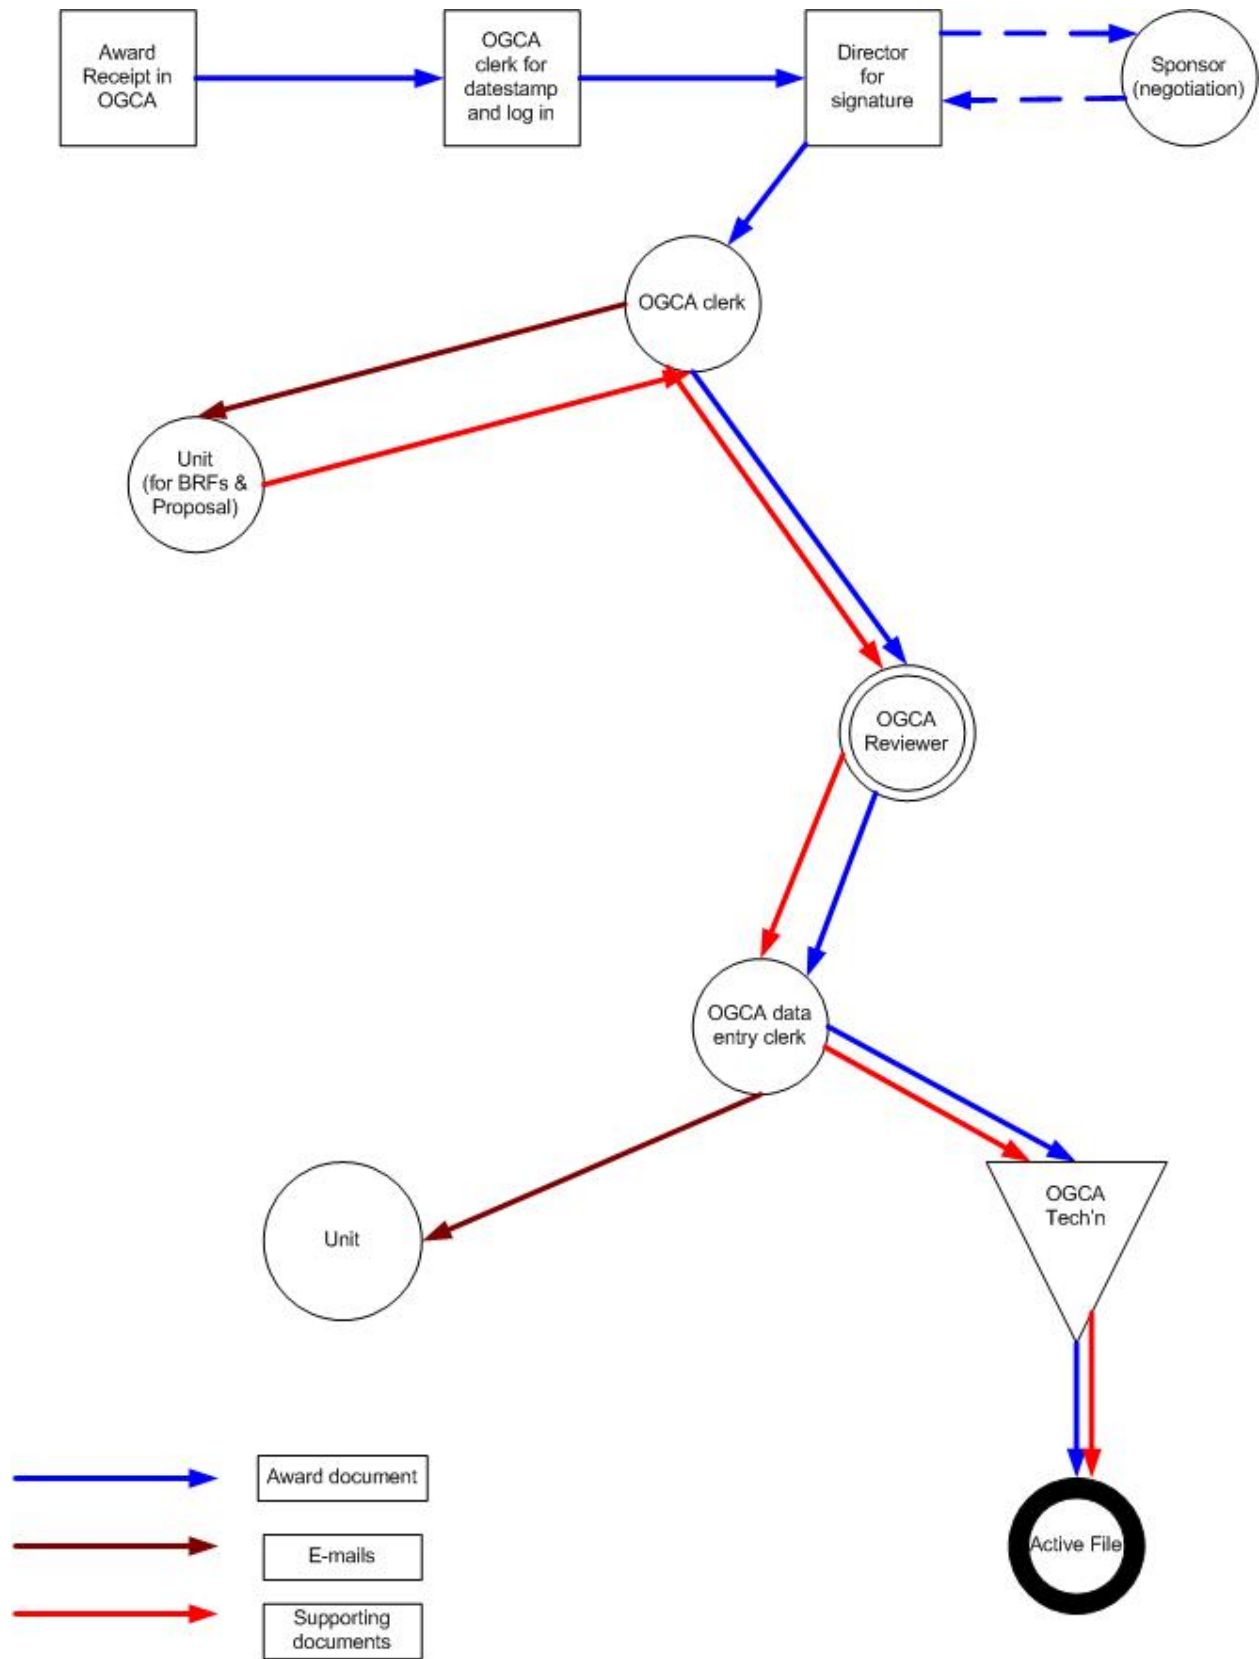 Award
Receipt in
OGCA
OGCA
clerk for
datestamp
and log in
Director
for
signature
Sponsor
(negotiation)
OGCA clerk
Unit
(for BRFs &
Proposal)
OGCA
Reviewer
OGCA data
entry clerk
Unit
OGCA
Tech'n
Active File
Award document
E-mails
Supporting
documents